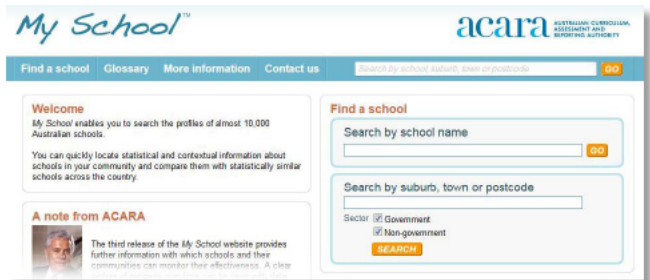 My School™
acara AUSTRALIAN CURRICULUM,
ASSESSMENT AND
REPORTING AUTHORITY
Find a school Glossary More information Contact us
Search by school, suburb, town or postcode GO
Welcome
My School enables you to search the profiles of almost 10,000
Australian schools.
You can quickly locate statistical and contextual information about
schools in your community and compare them with statistically similar
schools across the country.
A note from ACARA
The third release of the My School website provides
further information with which schools and their
communities can monitor their effectiveness. A clear
Find a school
Search by school name
GO
Search by suburb, town or postcode
Sector Government
Non-government
SEARCH